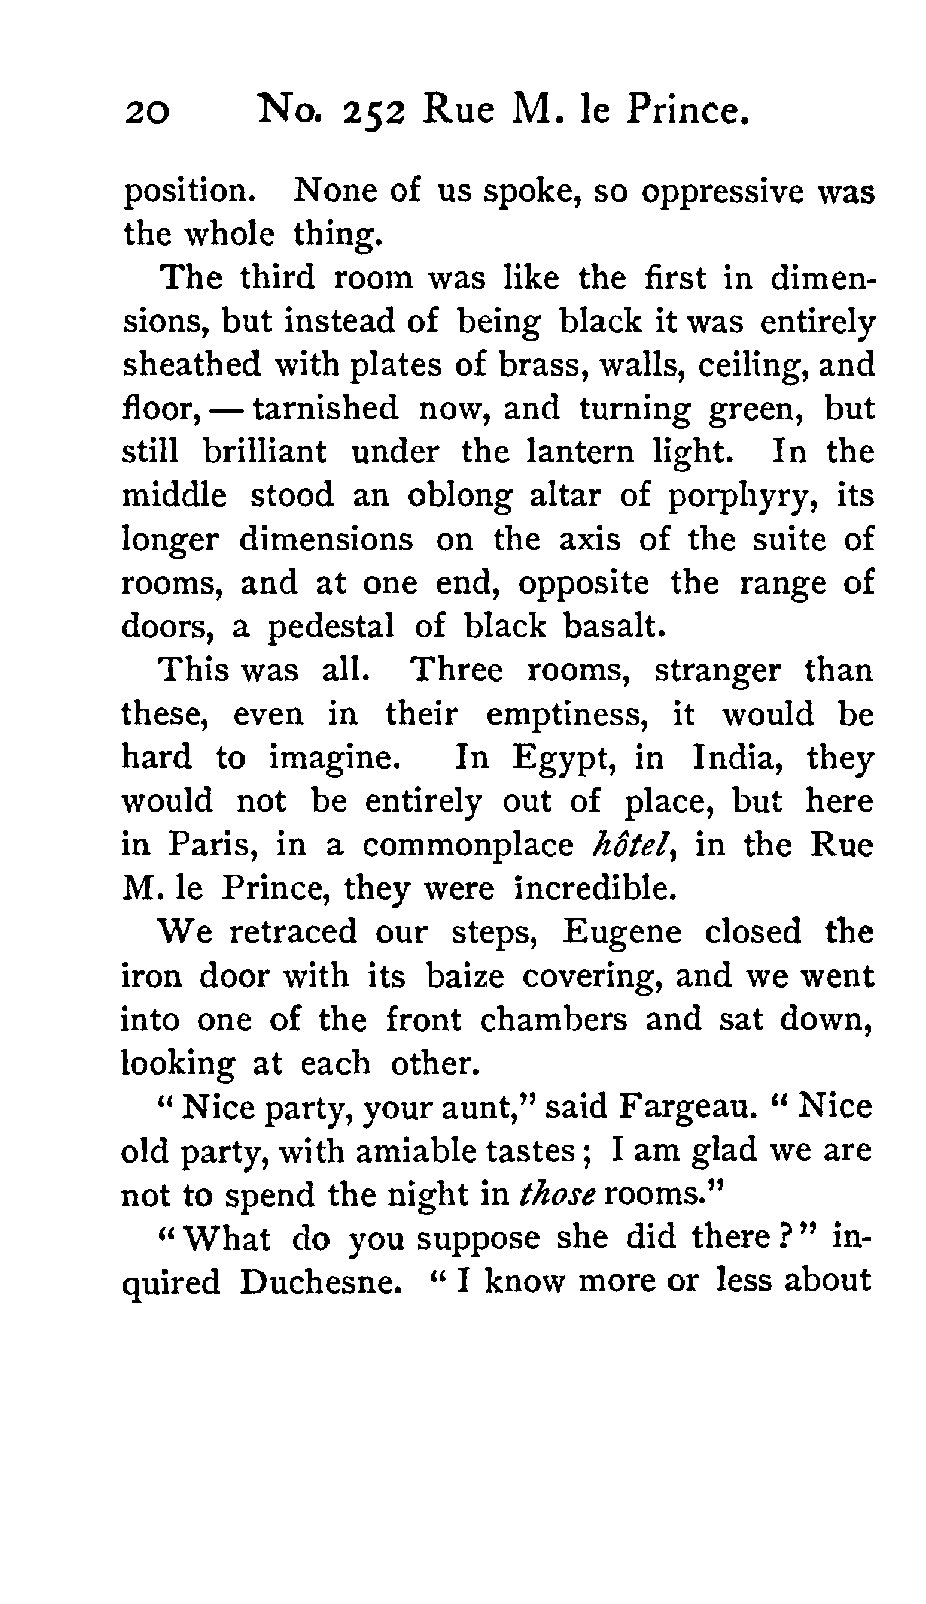 20 No. 252 Rue M. le Prince.
position. None of us spoke, so oppressive was
the whole thing.
The third room was like the first in dimen-
sions, but instead of being black it was entirely
sheathed with plates of brass, walls, ceiling, and
floor, — tarnished now, and turning green, but
still brilliant under the lantern light. In the
middle stood an oblong altar of porphyry, its
longer dimensions on the axis of the suite of
rooms, and at one end, opposite the range of
doors, a pedestal of black basalt.
This was all. Three rooms, stranger than
these, even in their emptiness, it would be
hard to imagine. In Egypt, in India, they
would not be entirely out of place, but here
in Paris, in a commonplace hôtel, in the Rue
M. le Prince, they were incredible.
We retraced our steps, Eugene closed the
iron door with its baize covering, and we went
into one of the front chambers and sat down,
looking at each other.
“ Nice party, your aunt,” said Fargeau. “ Nice
old party, with amiable tastes ; I am glad we are
not to spend the night in those rooms.”
“ What do you suppose she did there ? ” in-
quired Duchesne. “ I know more or less about